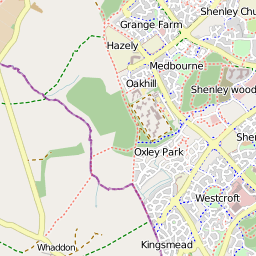 Shenley Chu
Grange Farm
Hazely
Medbourne
Oakhill
Shenley wood
She
Oxley Park
Westcroft
Whaddon
Kingsmead